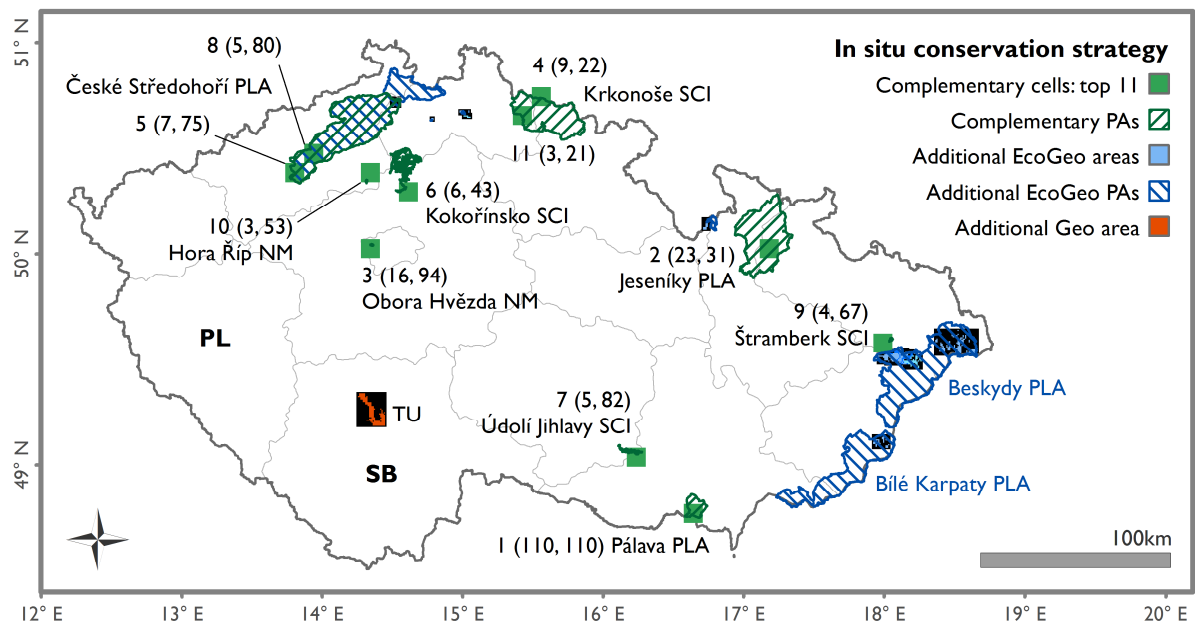 In situ conservation strategy
Complementary cells: top 11
Complementary PAs
Additional EcoGeo areas
Additional EcoGeo PAs
Additional Geo area
8 (5, 80)
České Středohoří PLA
5 (7, 75)
4 (9, 22)
Krkonoše SCI
11 (3, 21)
6 (6, 43)
Kokořínsko SCI
10 (3, 53)
Hora Říp NM
3 (16, 94)
Obora Hvězda NM
2 (23, 31)
Jeseníky PLA
9 (4, 67)
Štramberk SCI
PL
Beskydy PLA
TU
7 (5, 82)
Údolí Jihlavy SCI
SB
Bílé Karpaty PLA
1 (110, 110) Pálava PLA
100km
51° N
50° N
49° N
12° E
13° E
14° E
15° E
16° E
17° E
18° E
19° E
20° E